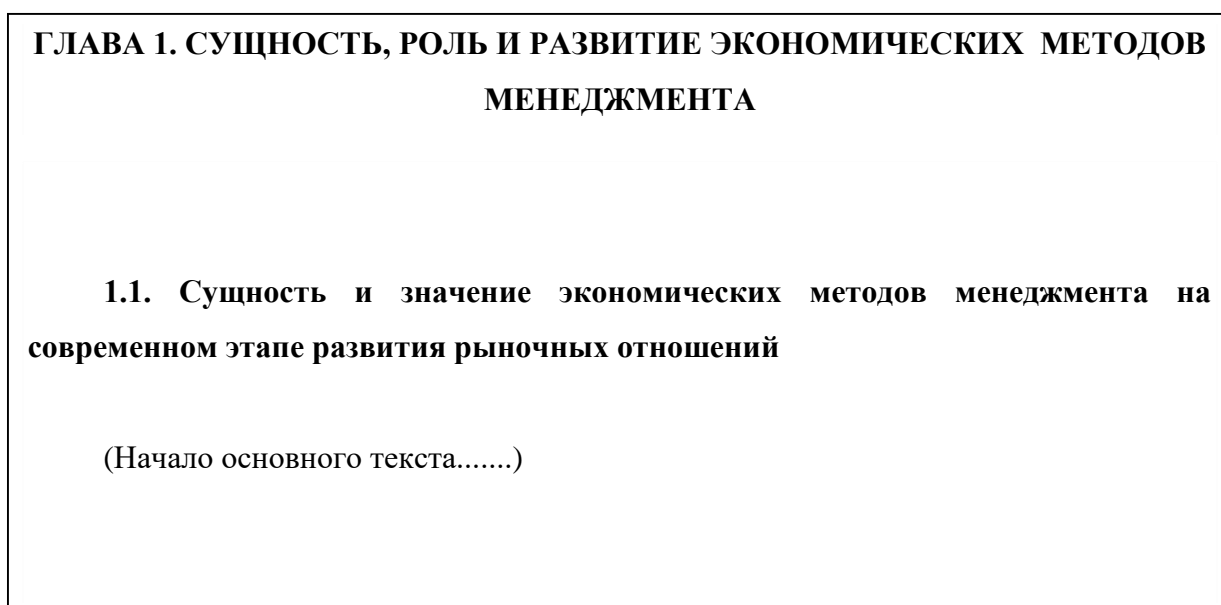 ГЛАВА 1. СУЩНОСТЬ, РОЛЬ И РАЗВИТИЕ ЭКОНОМИЧЕСКИХ МЕТОДОВ
МЕНЕДЖМЕНТА
1.1. Сущность и значение экономических методов менеджмента на
современном этапе развития рыночных отношений
(Начало основного текста.......)